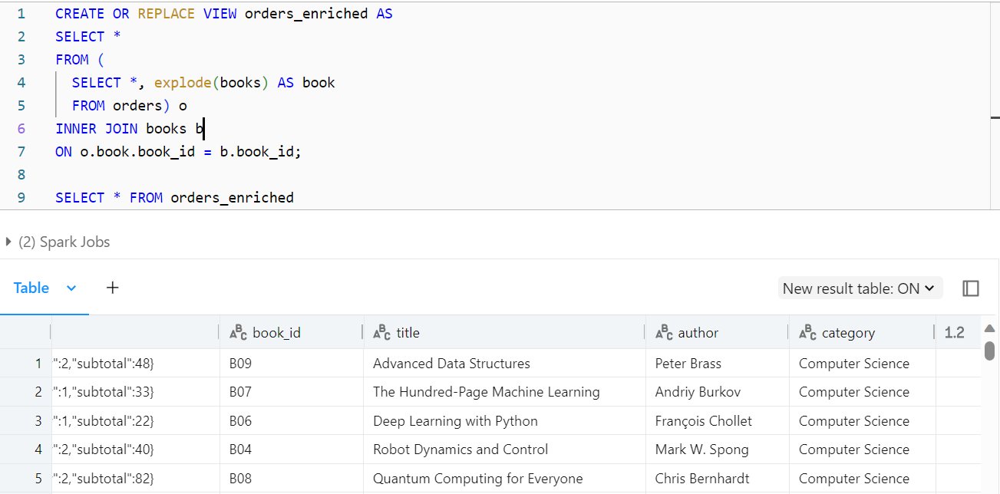 1 CREATE OR REPLACE VIEW orders_enriched AS
2 SELECT *
3 FROM (
4 SELECT *, explode(books) AS book
5 FROM orders) o
6 INNER JOIN books b
7 ON o.book.book_id = b.book_id;
8
9 SELECT * FROM orders_enriched
(2) Spark Jobs
Table + New result table: ON
ABC book_id ABC title ABC author ABC category 1.2
1 ":2,"subtotal":48} B09 Advanced Data Structures Peter Brass Computer Science
2 ":1,"subtotal":33} B07 The Hundred-Page Machine Learning Andriy Burkov Computer Science
3 ":1,"subtotal":22} B06 Deep Learning with Python François Chollet Computer Science
4 ":2,"subtotal":40} B04 Robot Dynamics and Control Mark W. Spong Computer Science
5 ":2,"subtotal":82} B08 Quantum Computing for Everyone Chris Bernhardt Computer Science